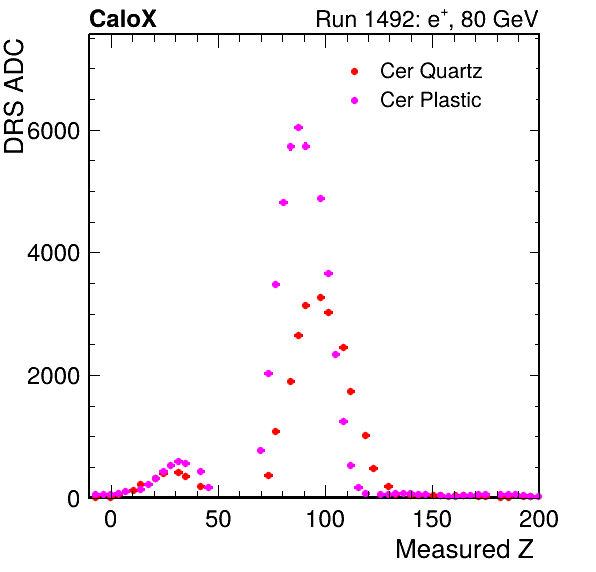 CaloX
Run 1492: e+, 80 GeV
DRS ADC
Cer Quartz
Cer Plastic
6000
4000
2000
0
0 50 100 150 200
Measured Z